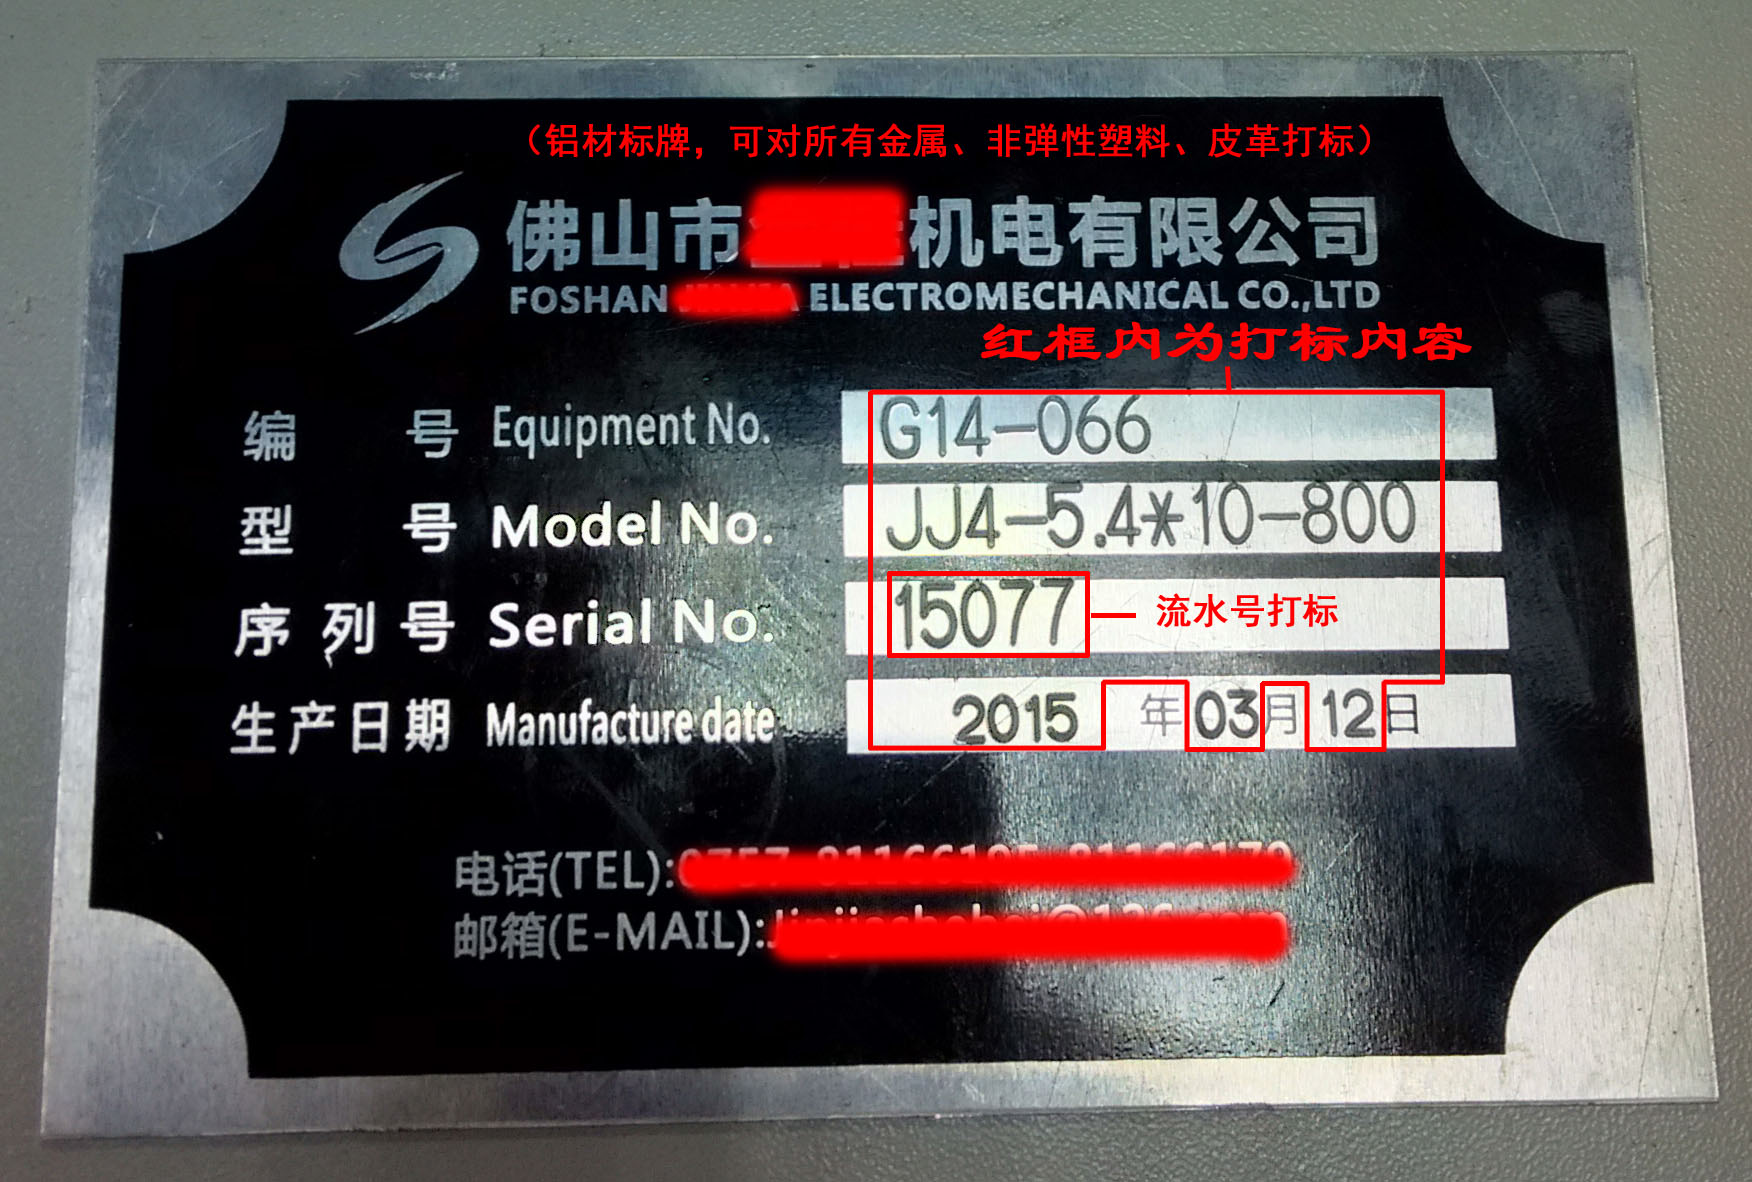 （铝材标牌，可对所有金属、非弹性塑料、皮革打标）
佛山市 机电有限公司
FOSHAN ELECTROMECHANICAL CO.,LTD
红框内为打标内容
编 号 Equipment No. G14-066
型 号 Model No. JJ4-5.4*10-800
序列号 Serial No. 15077 流水号打标
生产日期 Manufacture date 2015 年 03 月 12 日
电话(TEL):
邮箱(E-MAIL):